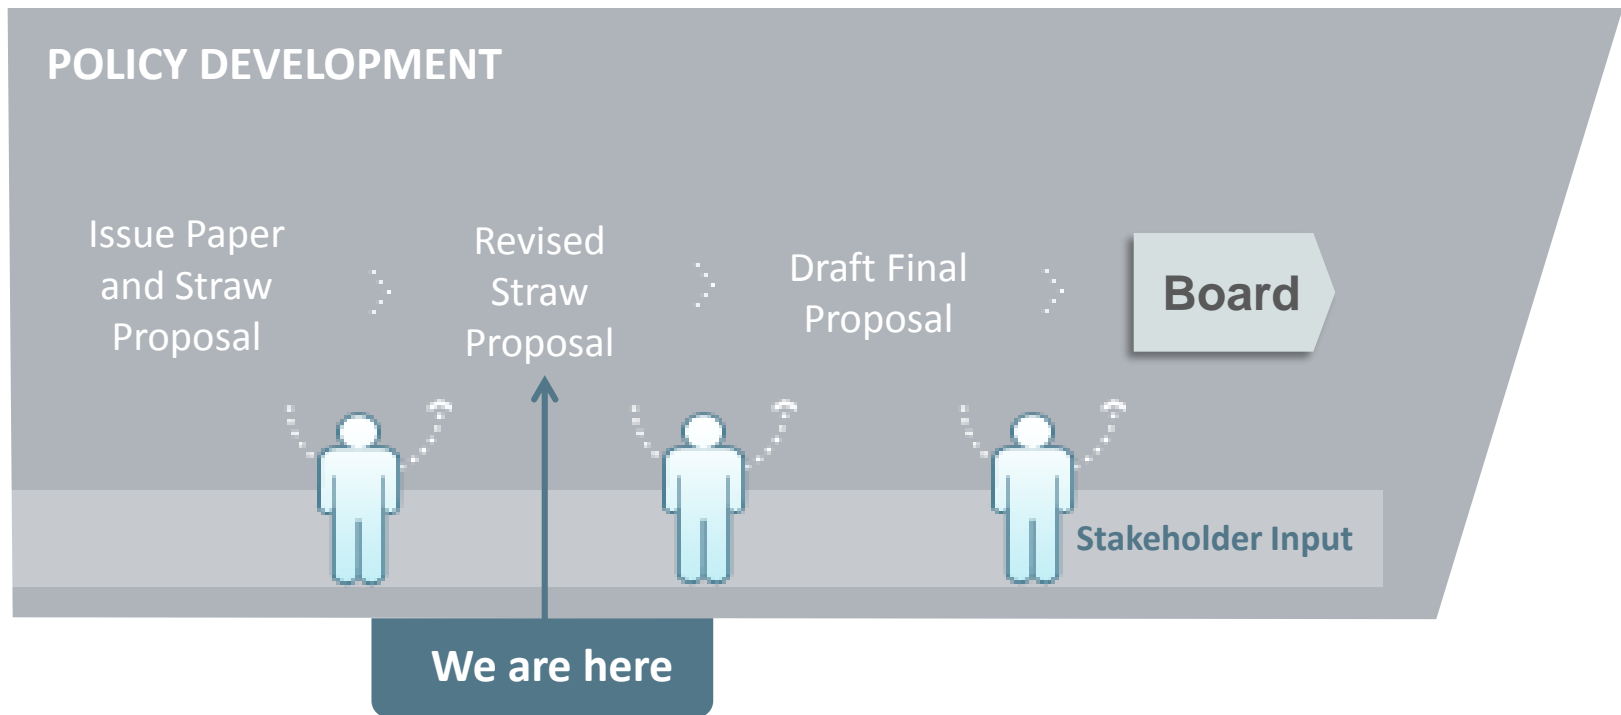 POLICY DEVELOPMENT
Issue Paper
and Straw
Proposal
Revised
Straw
Proposal
Draft Final
Proposal
Board
Stakeholder Input
We are here